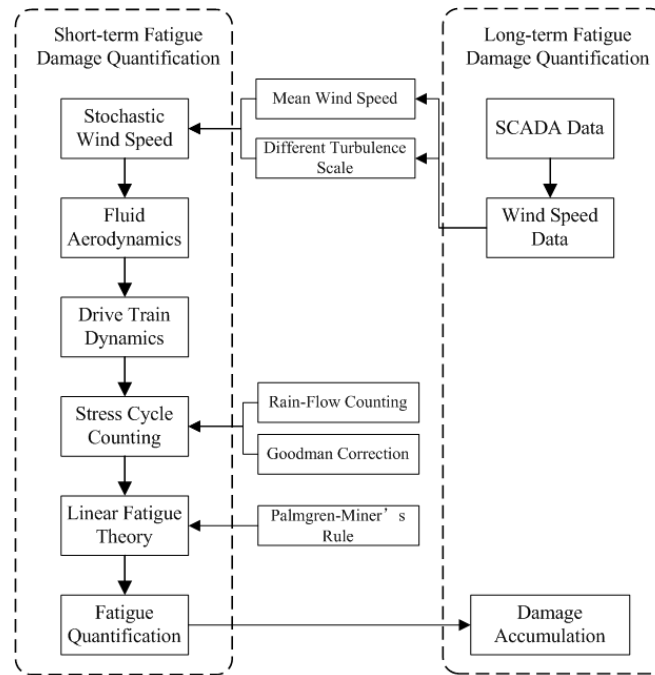 Short-term Fatigue
Damage Quantification
Long-term Fatigue
Damage Quantification
Stochastic
Wind Speed
Mean Wind Speed
Different Turbulence
Scale
SCADA Data
Wind Speed
Data
Fluid
Aerodynamics
Drive Train
Dynamics
Stress Cycle
Counting
Rain-Flow Counting
Goodman Correction
Linear Fatigue
Theory
Palmgren-Miner’s
Rule
Fatigue
Quantification
Damage
Accumulation